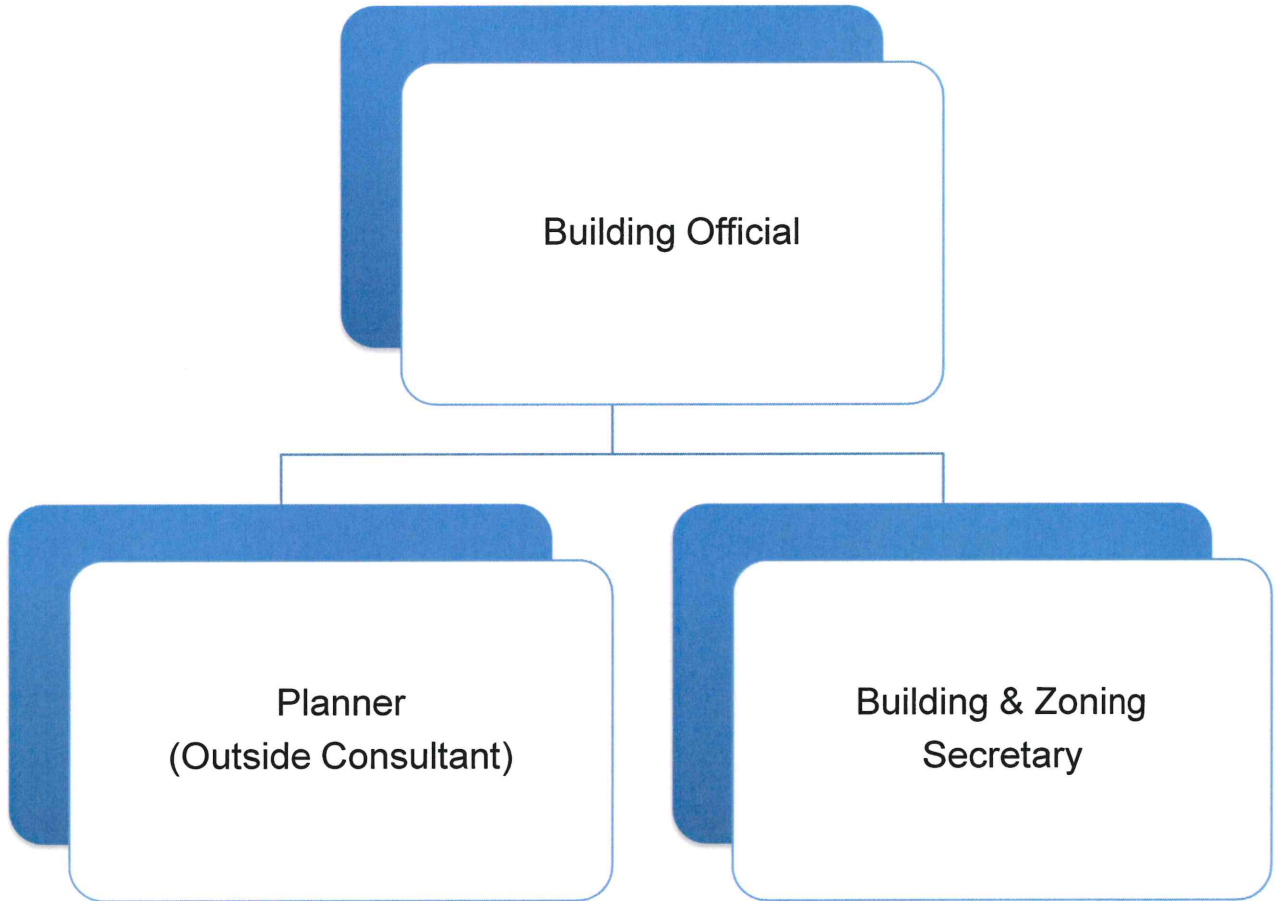 Building Official
Planner
(Outside Consultant)
Building & Zoning
Secretary